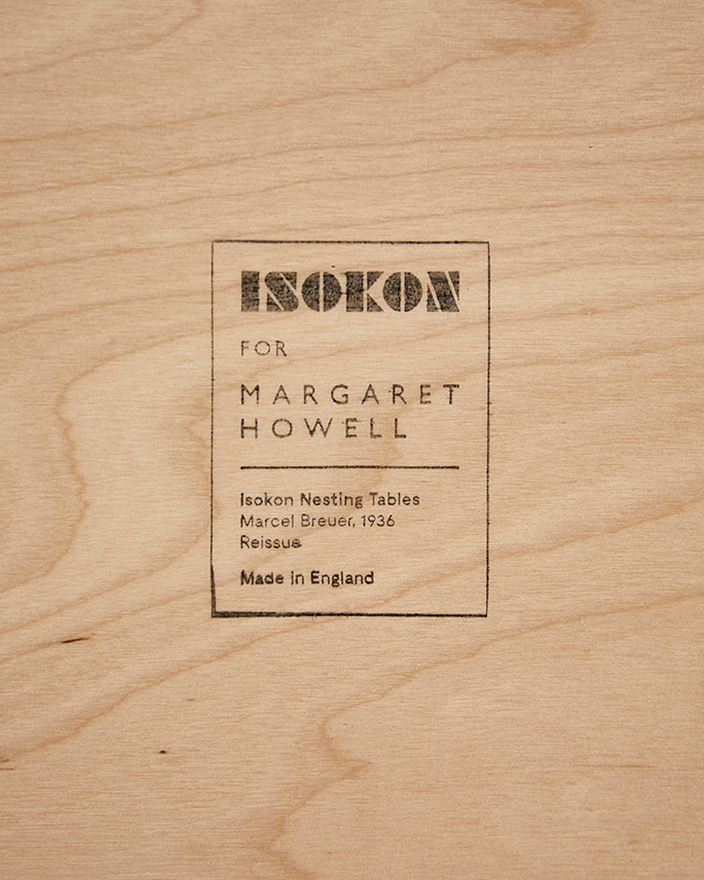 ISOKON
FOR
MARGARET
HOWELL
Isokon Nesting Tables
Marcel Breuer, 1936
Reissue
Made in England